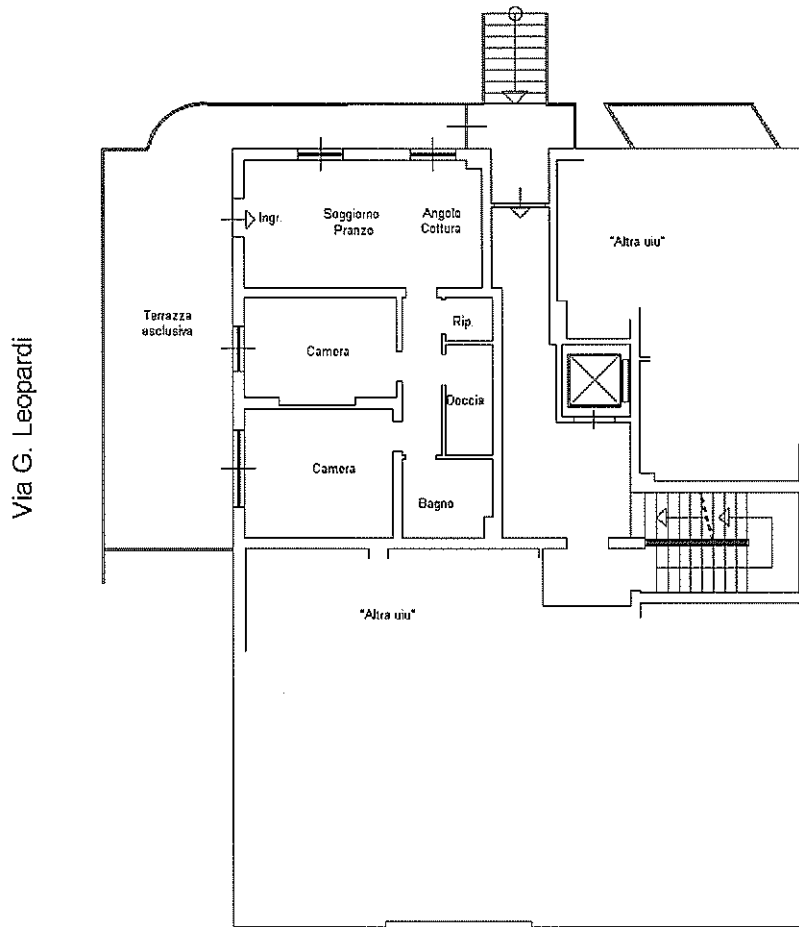 Via G. Leopardi
Ingr.
Soggiorno
Pranzo
Angolo
Cottura
"Altra uiu"
Terrazza
esclusiva
Rip.
Camera
Doccia
Camera
Bagno
"Altra uiu"